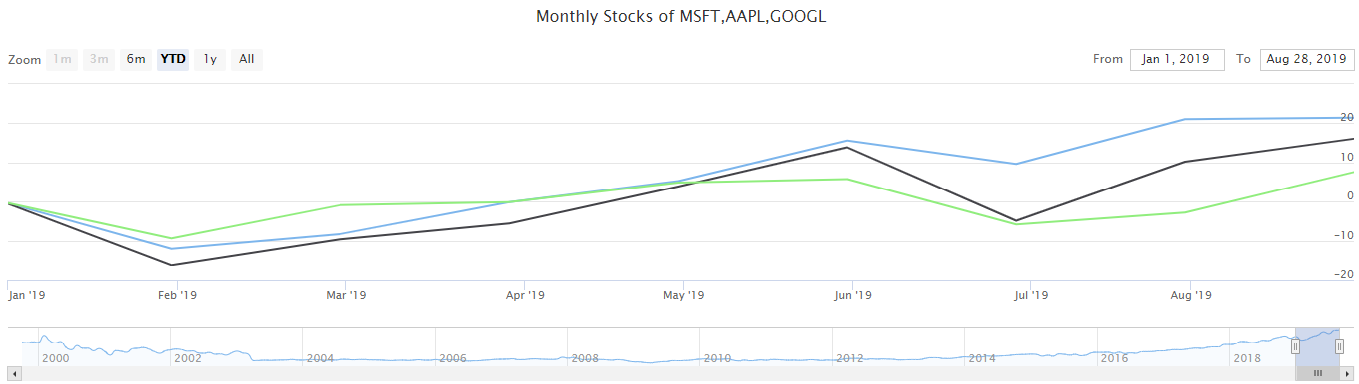 Monthly Stocks of MSFT,AAPL,GOOGL
Zoom 1m 3m 6m YTD 1y All From Jan 1, 2019 To Aug 28, 2019
20
10
0
-10
-20
Jan '19 Feb '19 Mar '19 Apr '19 May '19 Jun '19 Jul '19 Aug '19
2000 2002 2004 2006 2008 2010 2012 2014 2016 2018